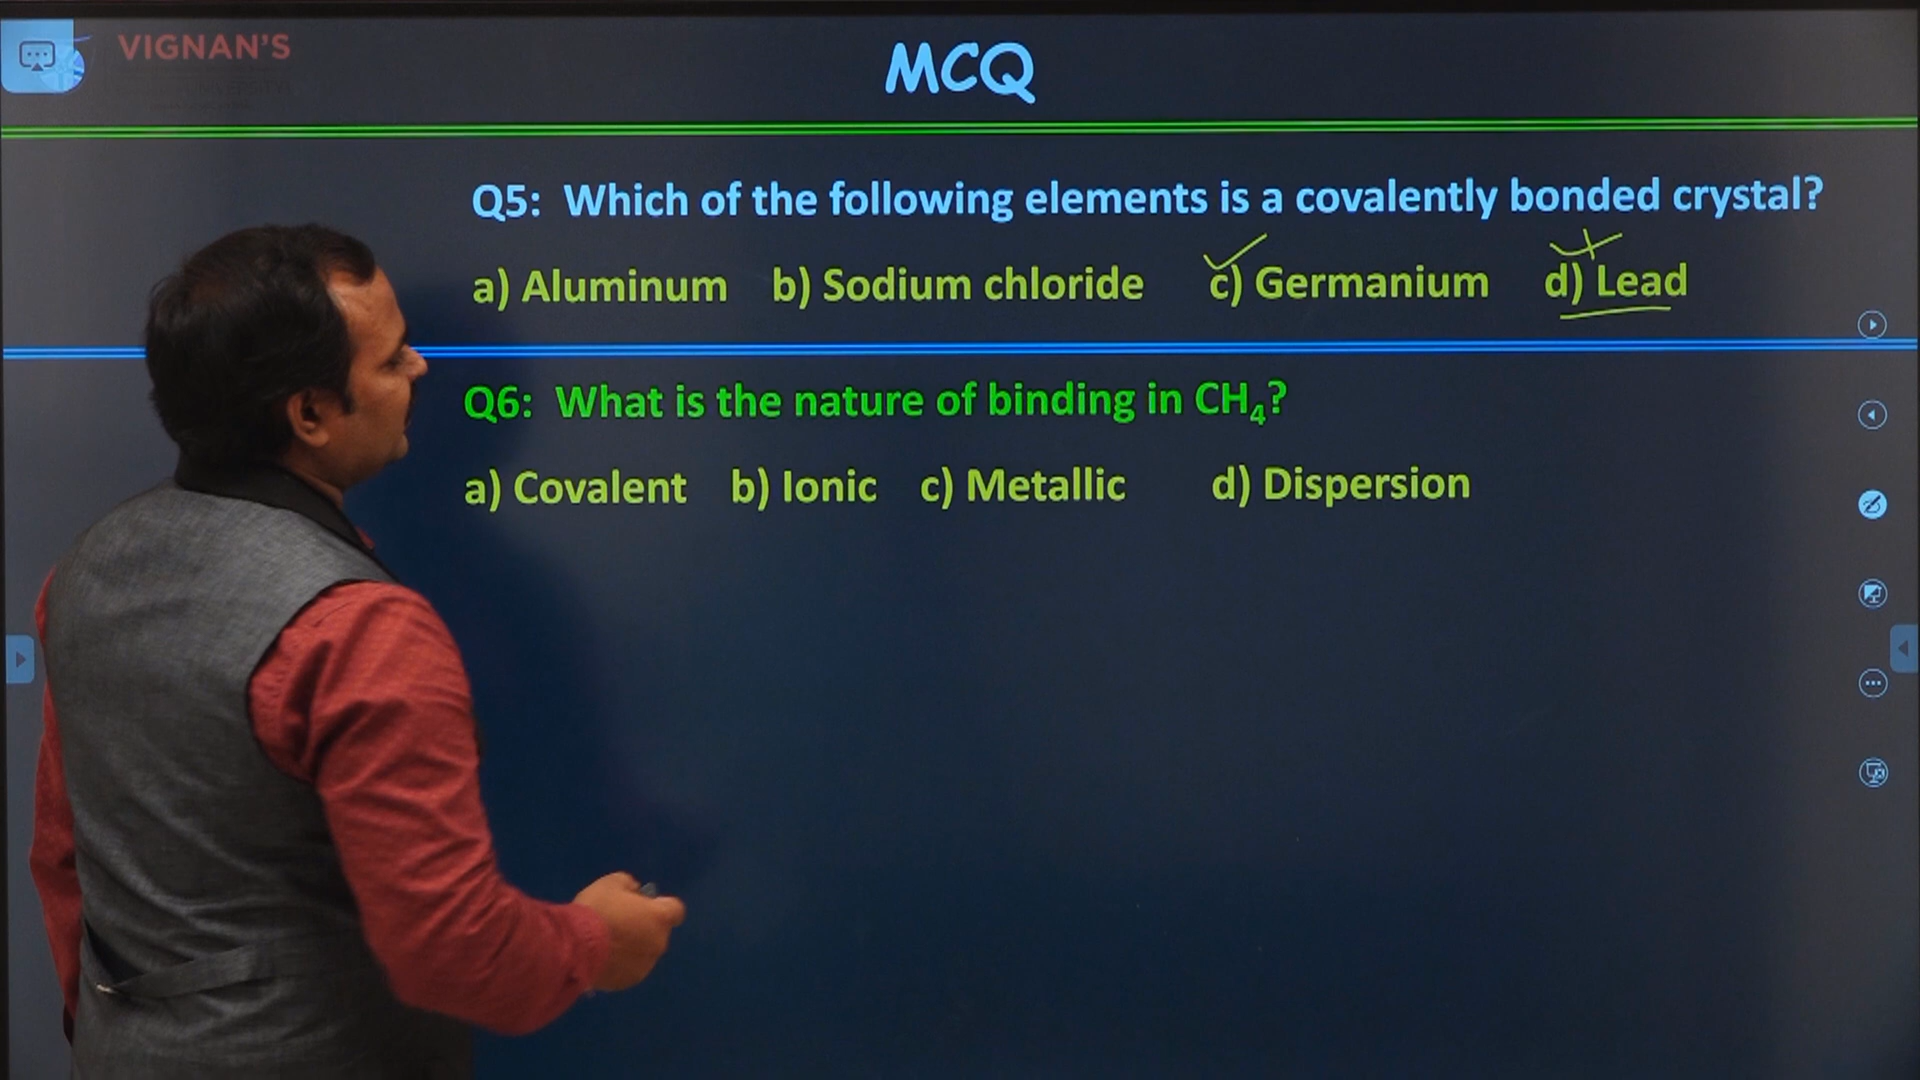 VIGNAN'S
MCQ
Q5: Which of the following elements is a covalently bonded crystal?
a) Aluminum b) Sodium chloride c) Germanium d) Lead
Q6: What is the nature of binding in CH₄?
a) Covalent b) Ionic c) Metallic d) Dispersion